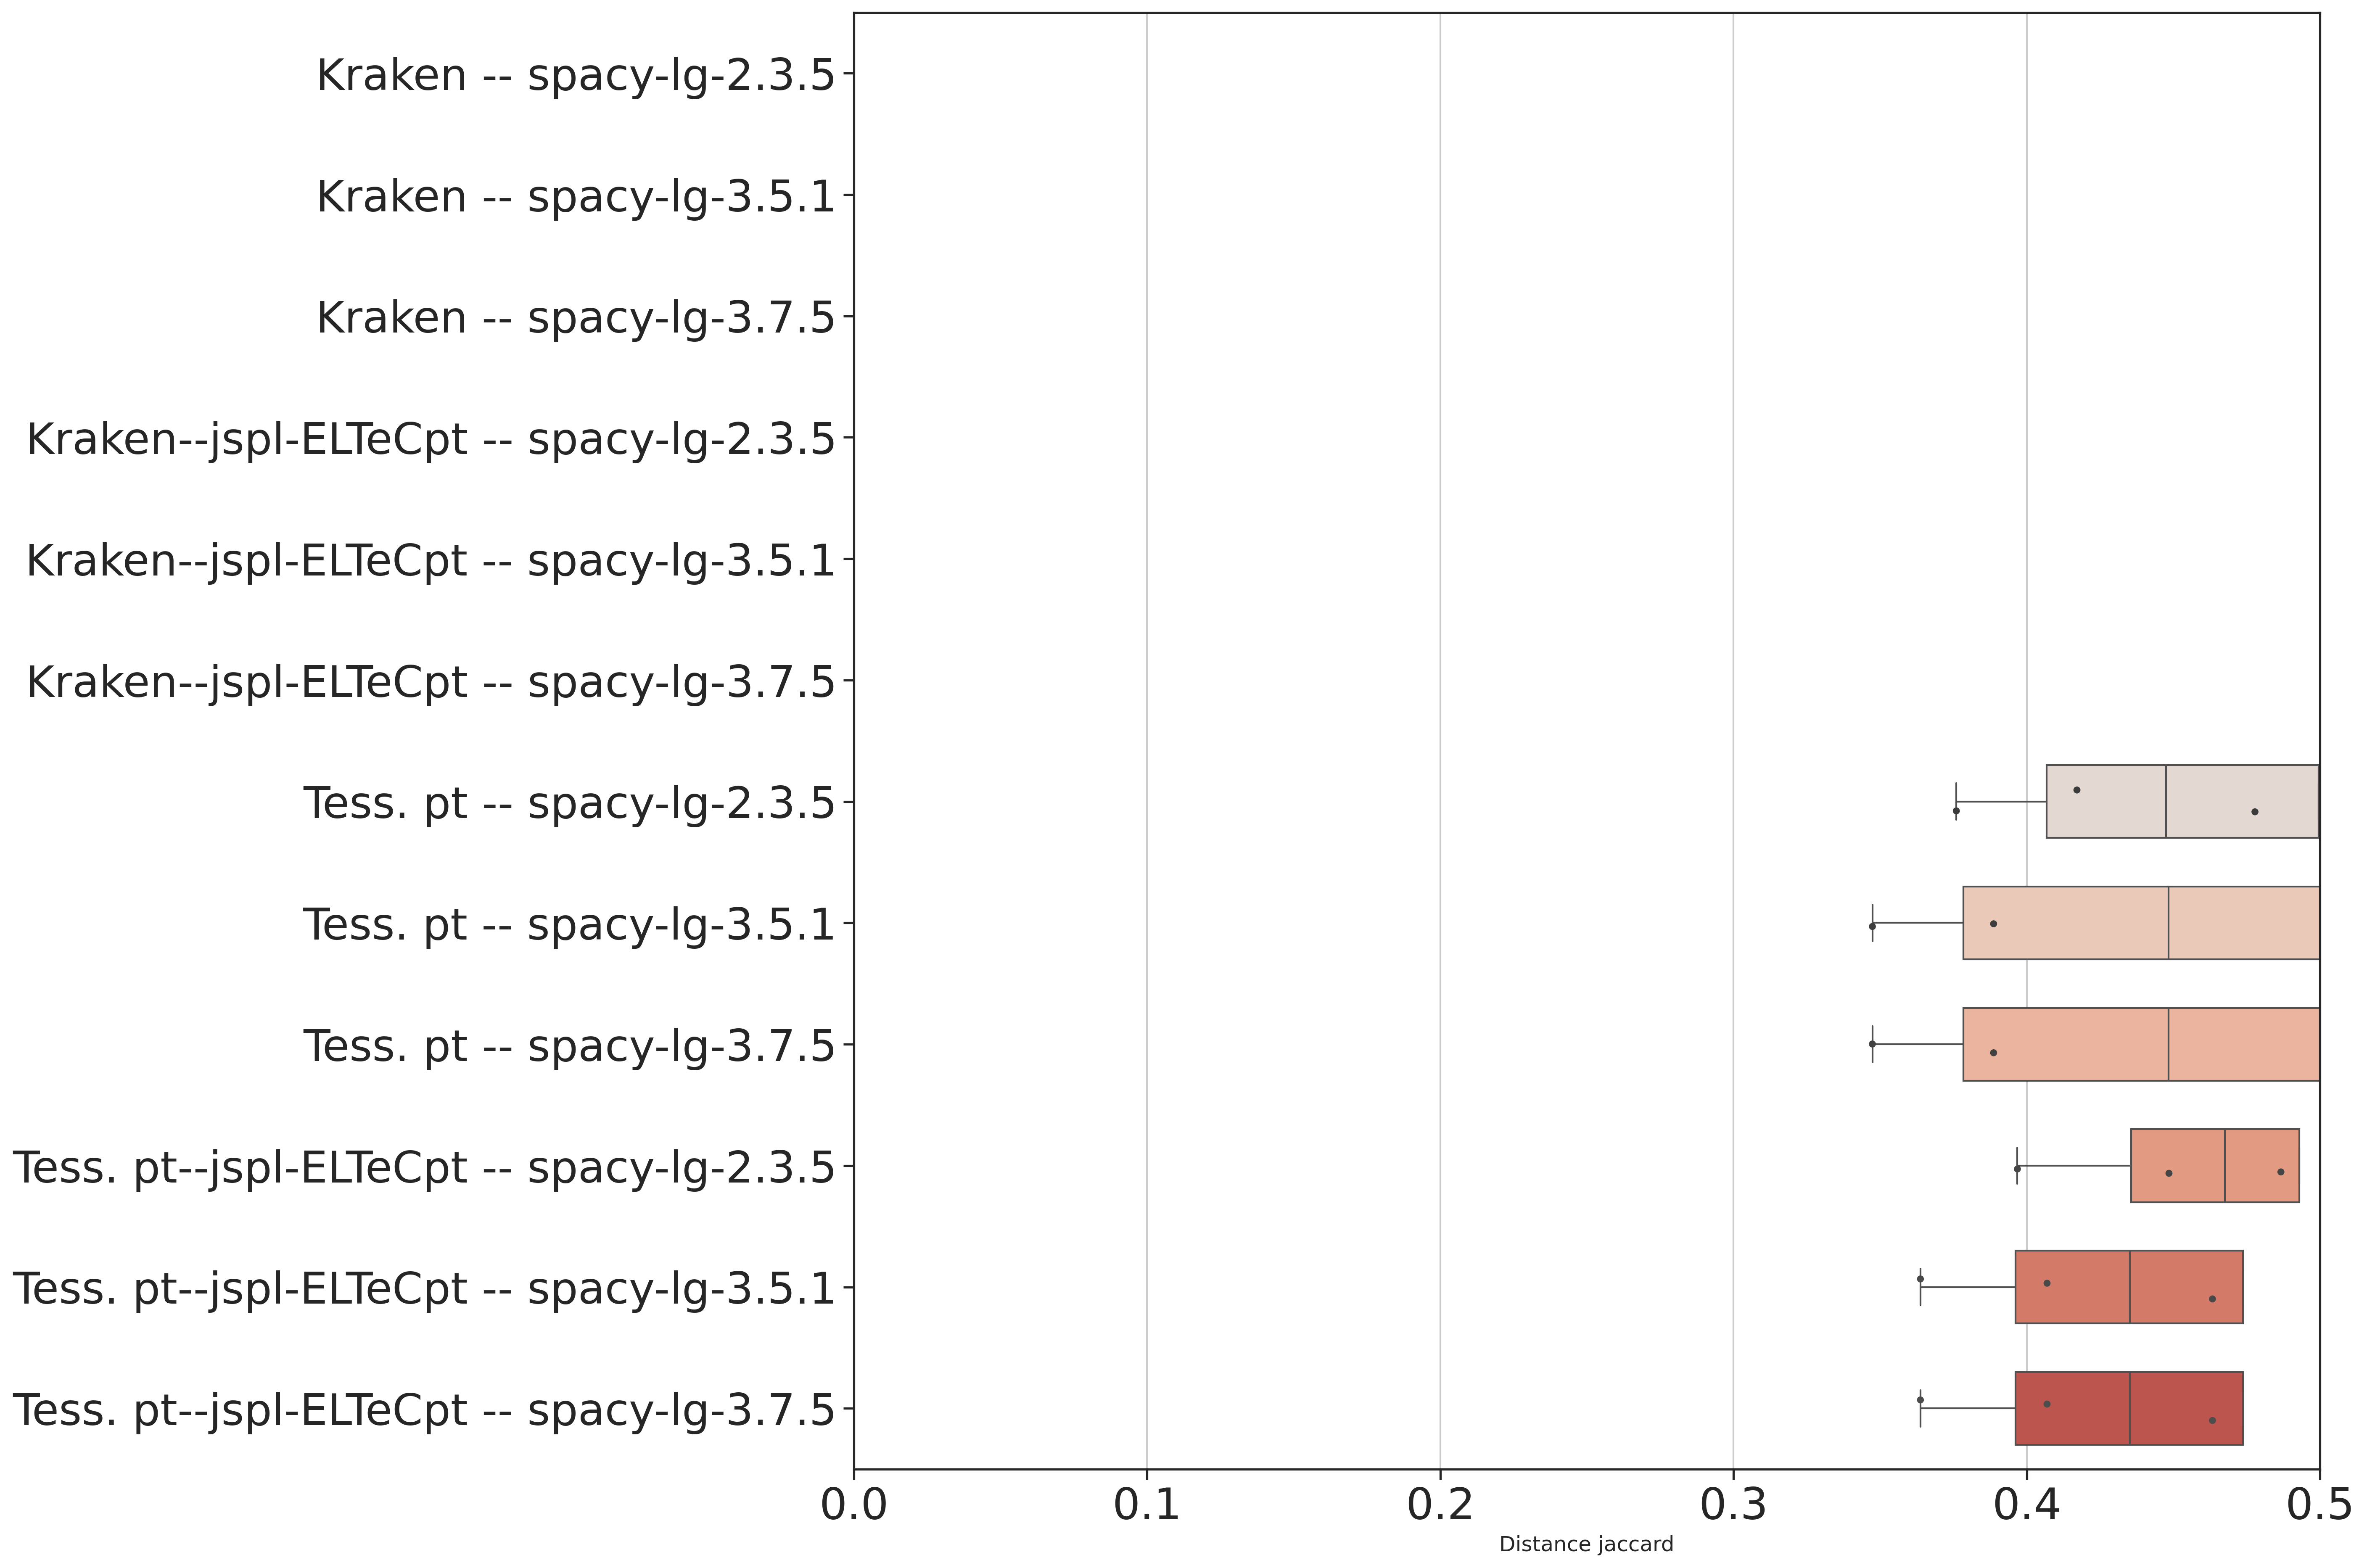 Kraken -- spacy-lg-2.3.5
Kraken -- spacy-lg-3.5.1
Kraken -- spacy-lg-3.7.5
Kraken--jspl-ELTeCpt -- spacy-lg-2.3.5
Kraken--jspl-ELTeCpt -- spacy-lg-3.5.1
Kraken--jspl-ELTeCpt -- spacy-lg-3.7.5
Tess. pt -- spacy-lg-2.3.5
Tess. pt -- spacy-lg-3.5.1
Tess. pt -- spacy-lg-3.7.5
Tess. pt--jspl-ELTeCpt -- spacy-lg-2.3.5
Tess. pt--jspl-ELTeCpt -- spacy-lg-3.5.1
Tess. pt--jspl-ELTeCpt -- spacy-lg-3.7.5
0.0 0.1 0.2 0.3 0.4 0.5
Distance jaccard